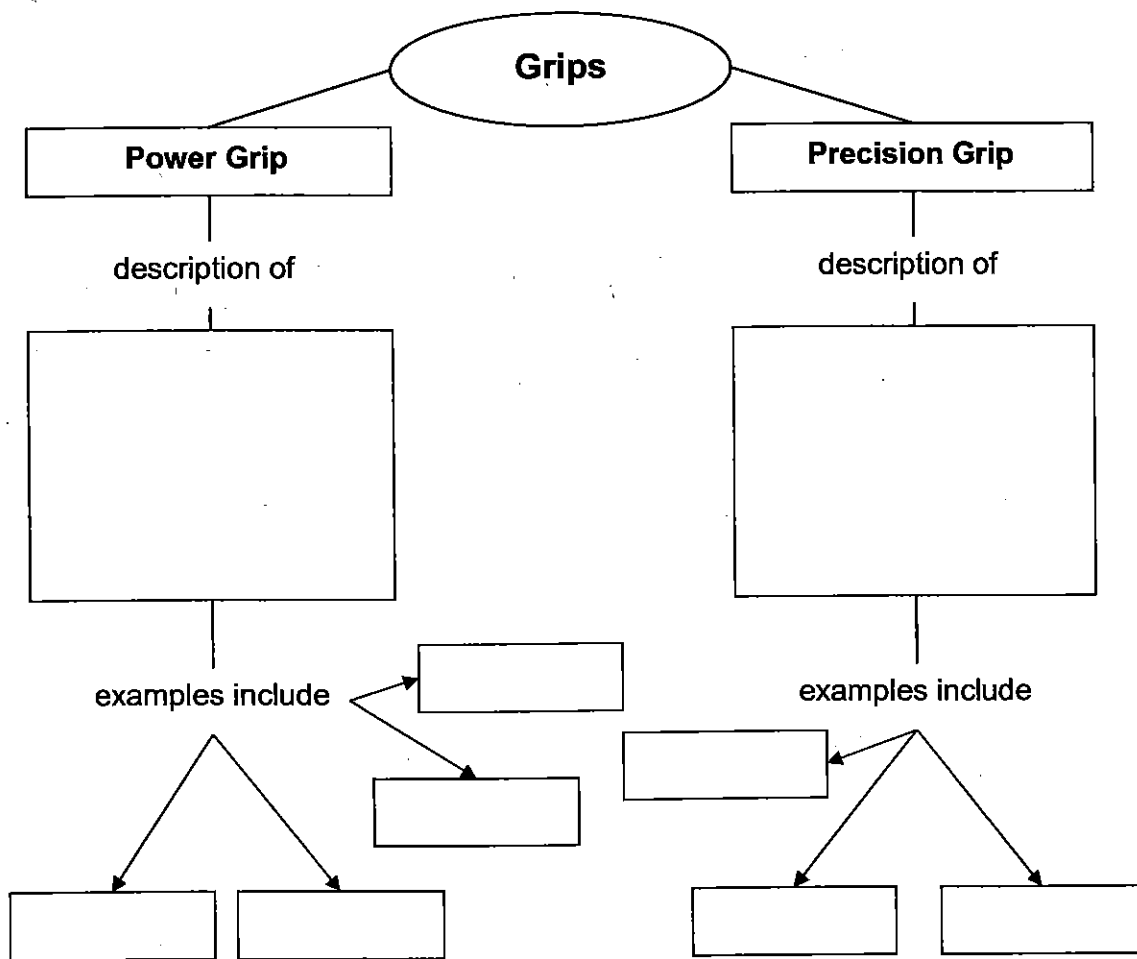 Grips
Power Grip
Precision Grip
description of
description of
examples include
examples include